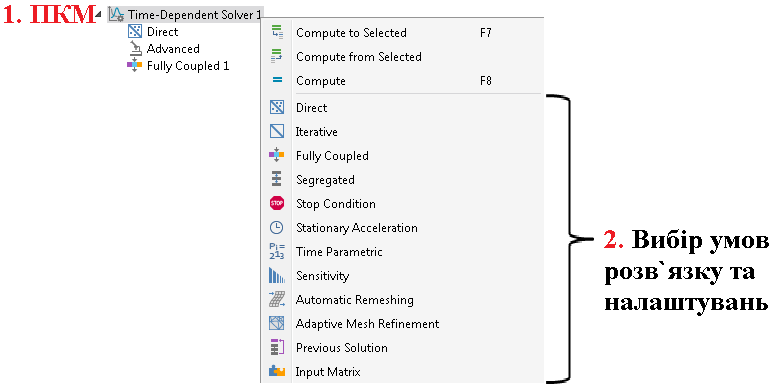 1. ПКМ
Time-Dependent Solver 1
Direct
Advanced
Fully Coupled 1
Compute to Selected F7
Compute from Selected
Compute F8
Direct
Iterative
Fully Coupled
Segregated
STOP Stop Condition
Stationary Acceleration
Pi= 213 Time Parametric
Sensitivity
Automatic Remeshing
Adaptive Mesh Refinement
Previous Solution
Input Matrix
2. Вибір умов
розв`язку та
налаштувань